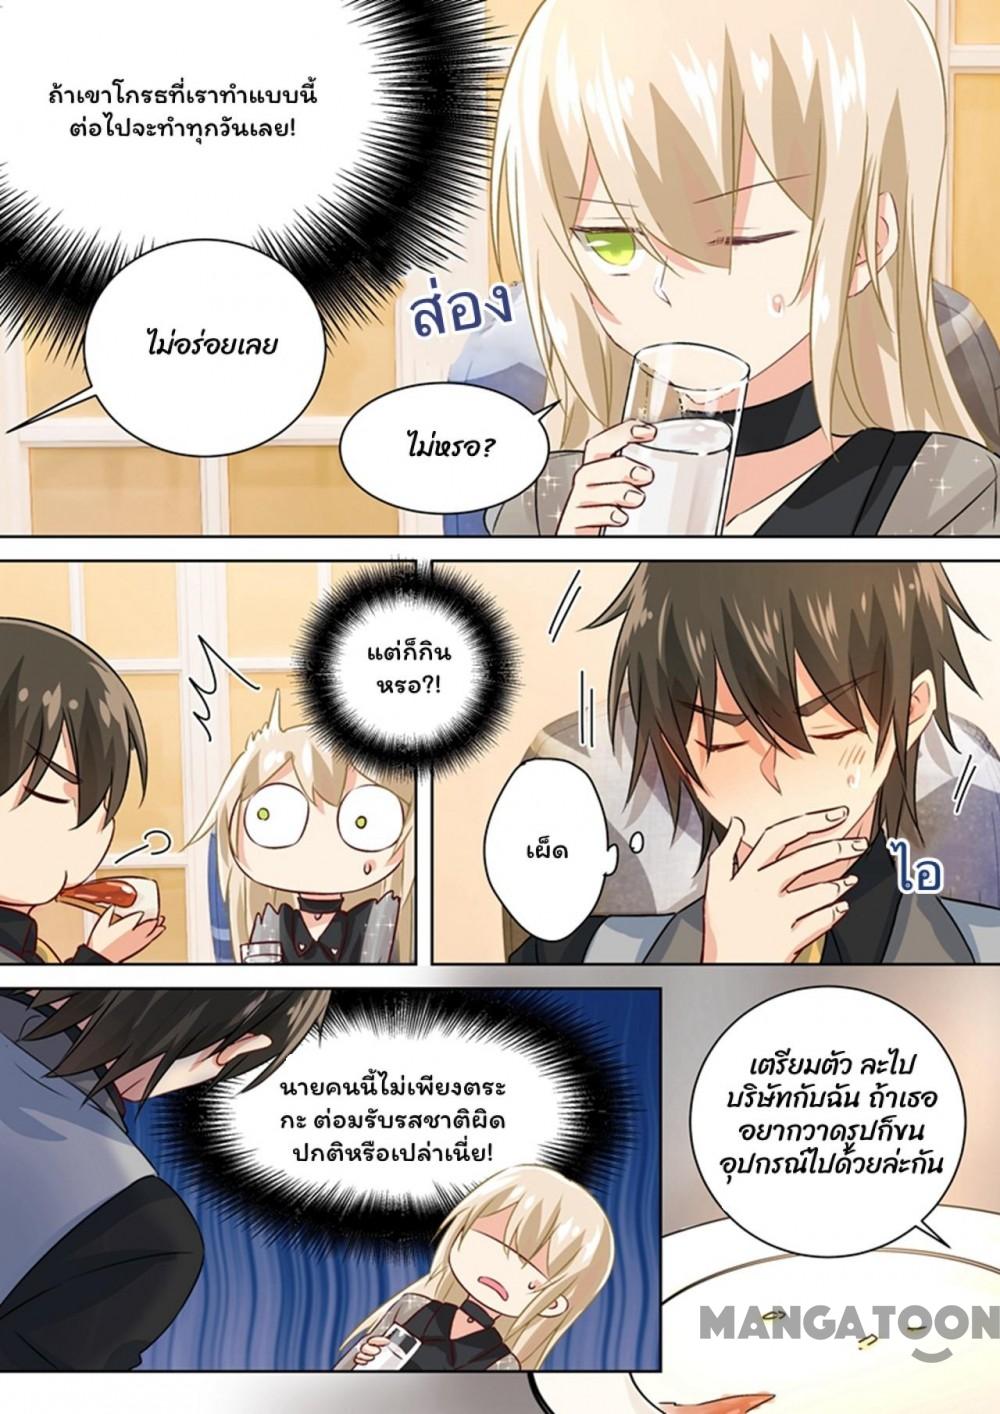 ถ้าเขาโกรธที่เราทำแบบนี้
ต่อไปจะทำทุกวันเลย!
ไม่อร่อยเลย
ส่อง
ไม่หรอ?
แต่ก็กิน
หรอ?!
เผ็ด
ไอ
นายคนนี้ไม่เพียงตระ
กะ ต่อมรับรสชาติผิด
ปกติหรือเปล่าเนี่ย!
เตรียมตัว ละไป
บริษัทกับฉัน ถ้าเธอ
อยากวาดรูปก็ขน
อุปกรณ์ไปด้วยล่ะกัน
MANGATOON